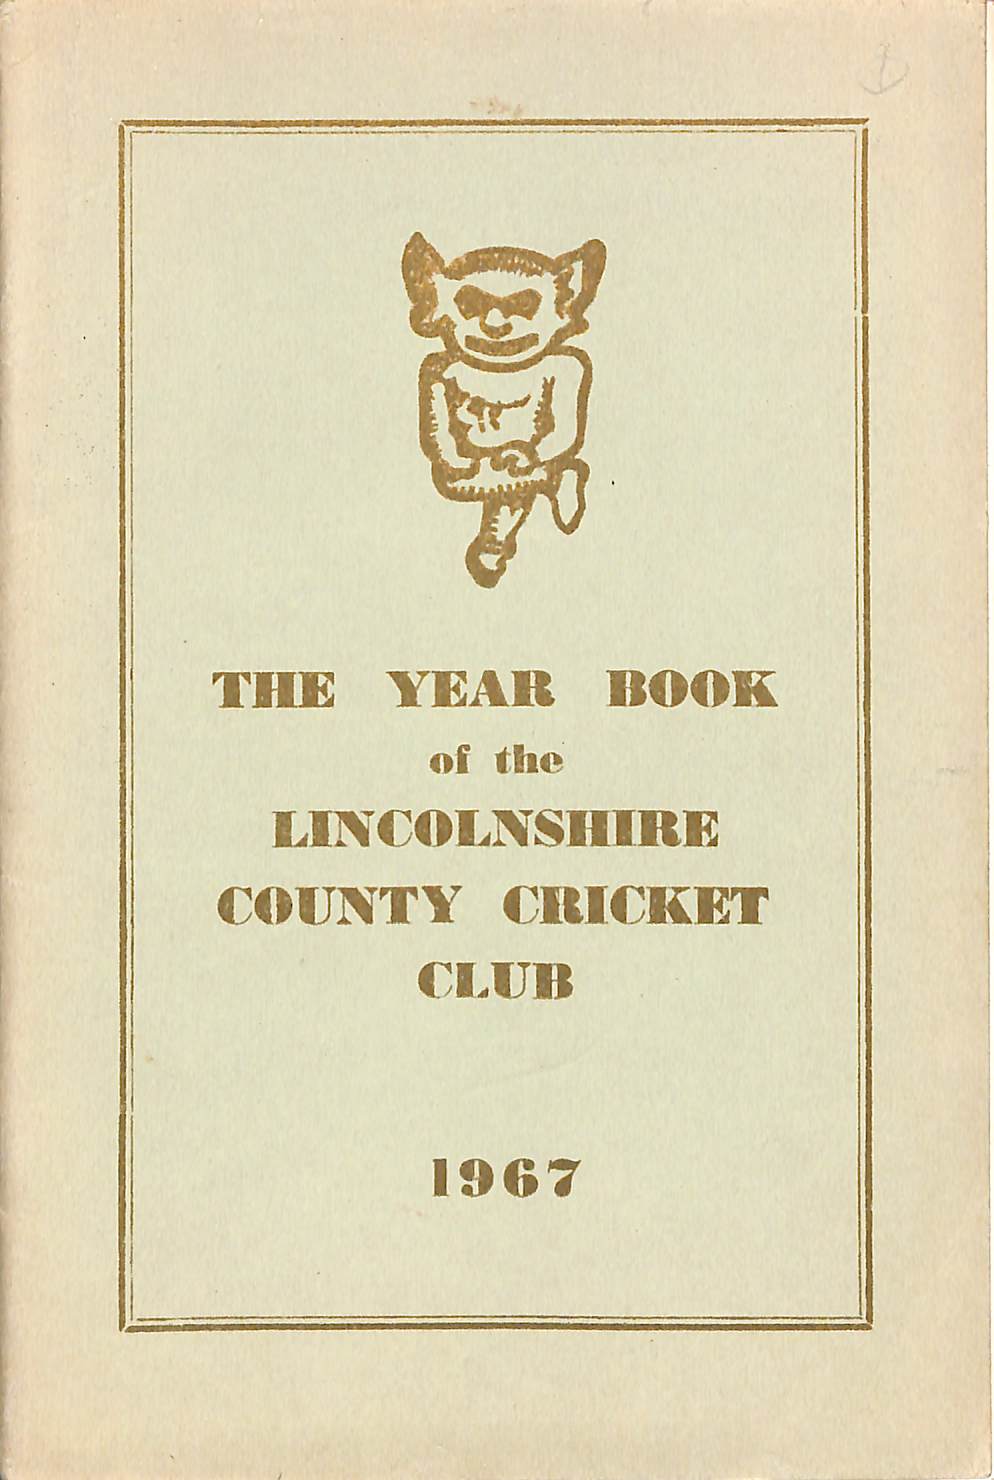 THE YEAR BOOK
of the
LINCOLNSHIRE
COUNTY CRICKET
CLUB
1967